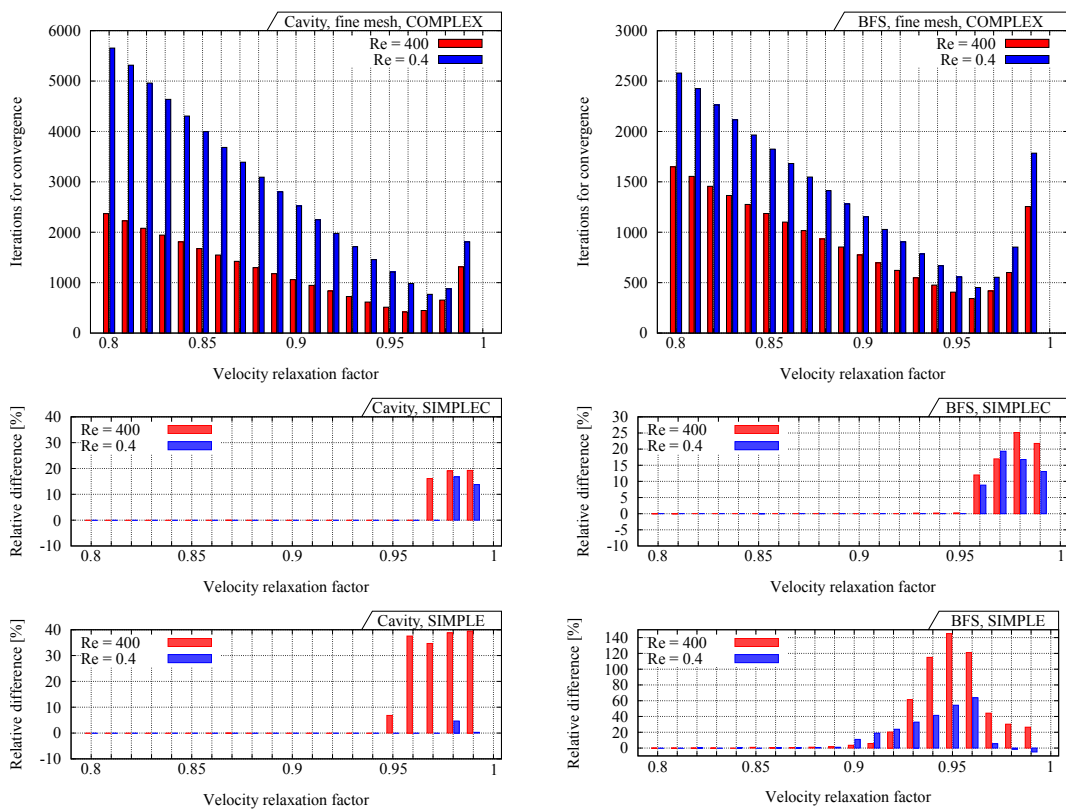 Cavity, fine mesh, COMPLEX
Re = 400
Re = 0.4
Iterations for convergence
6000
5000
4000
3000
2000
1000
0
0.8
0.85
0.9
0.95
1
Velocity relaxation factor
BFS, fine mesh, COMPLEX
Re = 400
Re = 0.4
Iterations for convergence
3000
2500
2000
1500
1000
500
0
0.8
0.85
0.9
0.95
1
Velocity relaxation factor
Cavity, SIMPLEC
Re = 400
Re = 0.4
Relative difference [%]
40
30
20
10
0
-10
0.8
0.85
0.9
0.95
1
Velocity relaxation factor
BFS, SIMPLEC
Re = 400
Re = 0.4
Relative difference [%]
30
25
20
15
10
5
0
-5
-10
0.8
0.85
0.9
0.95
1
Velocity relaxation factor
Cavity, SIMPLE
Re = 400
Re = 0.4
Relative difference [%]
40
30
20
10
0
-10
0.8
0.85
0.9
0.95
1
Velocity relaxation factor
BFS, SIMPLE
Re = 400
Re = 0.4
Relative difference [%]
140
120
100
80
60
40
20
0
0.8
0.85
0.9
0.95
1
Velocity relaxation factor